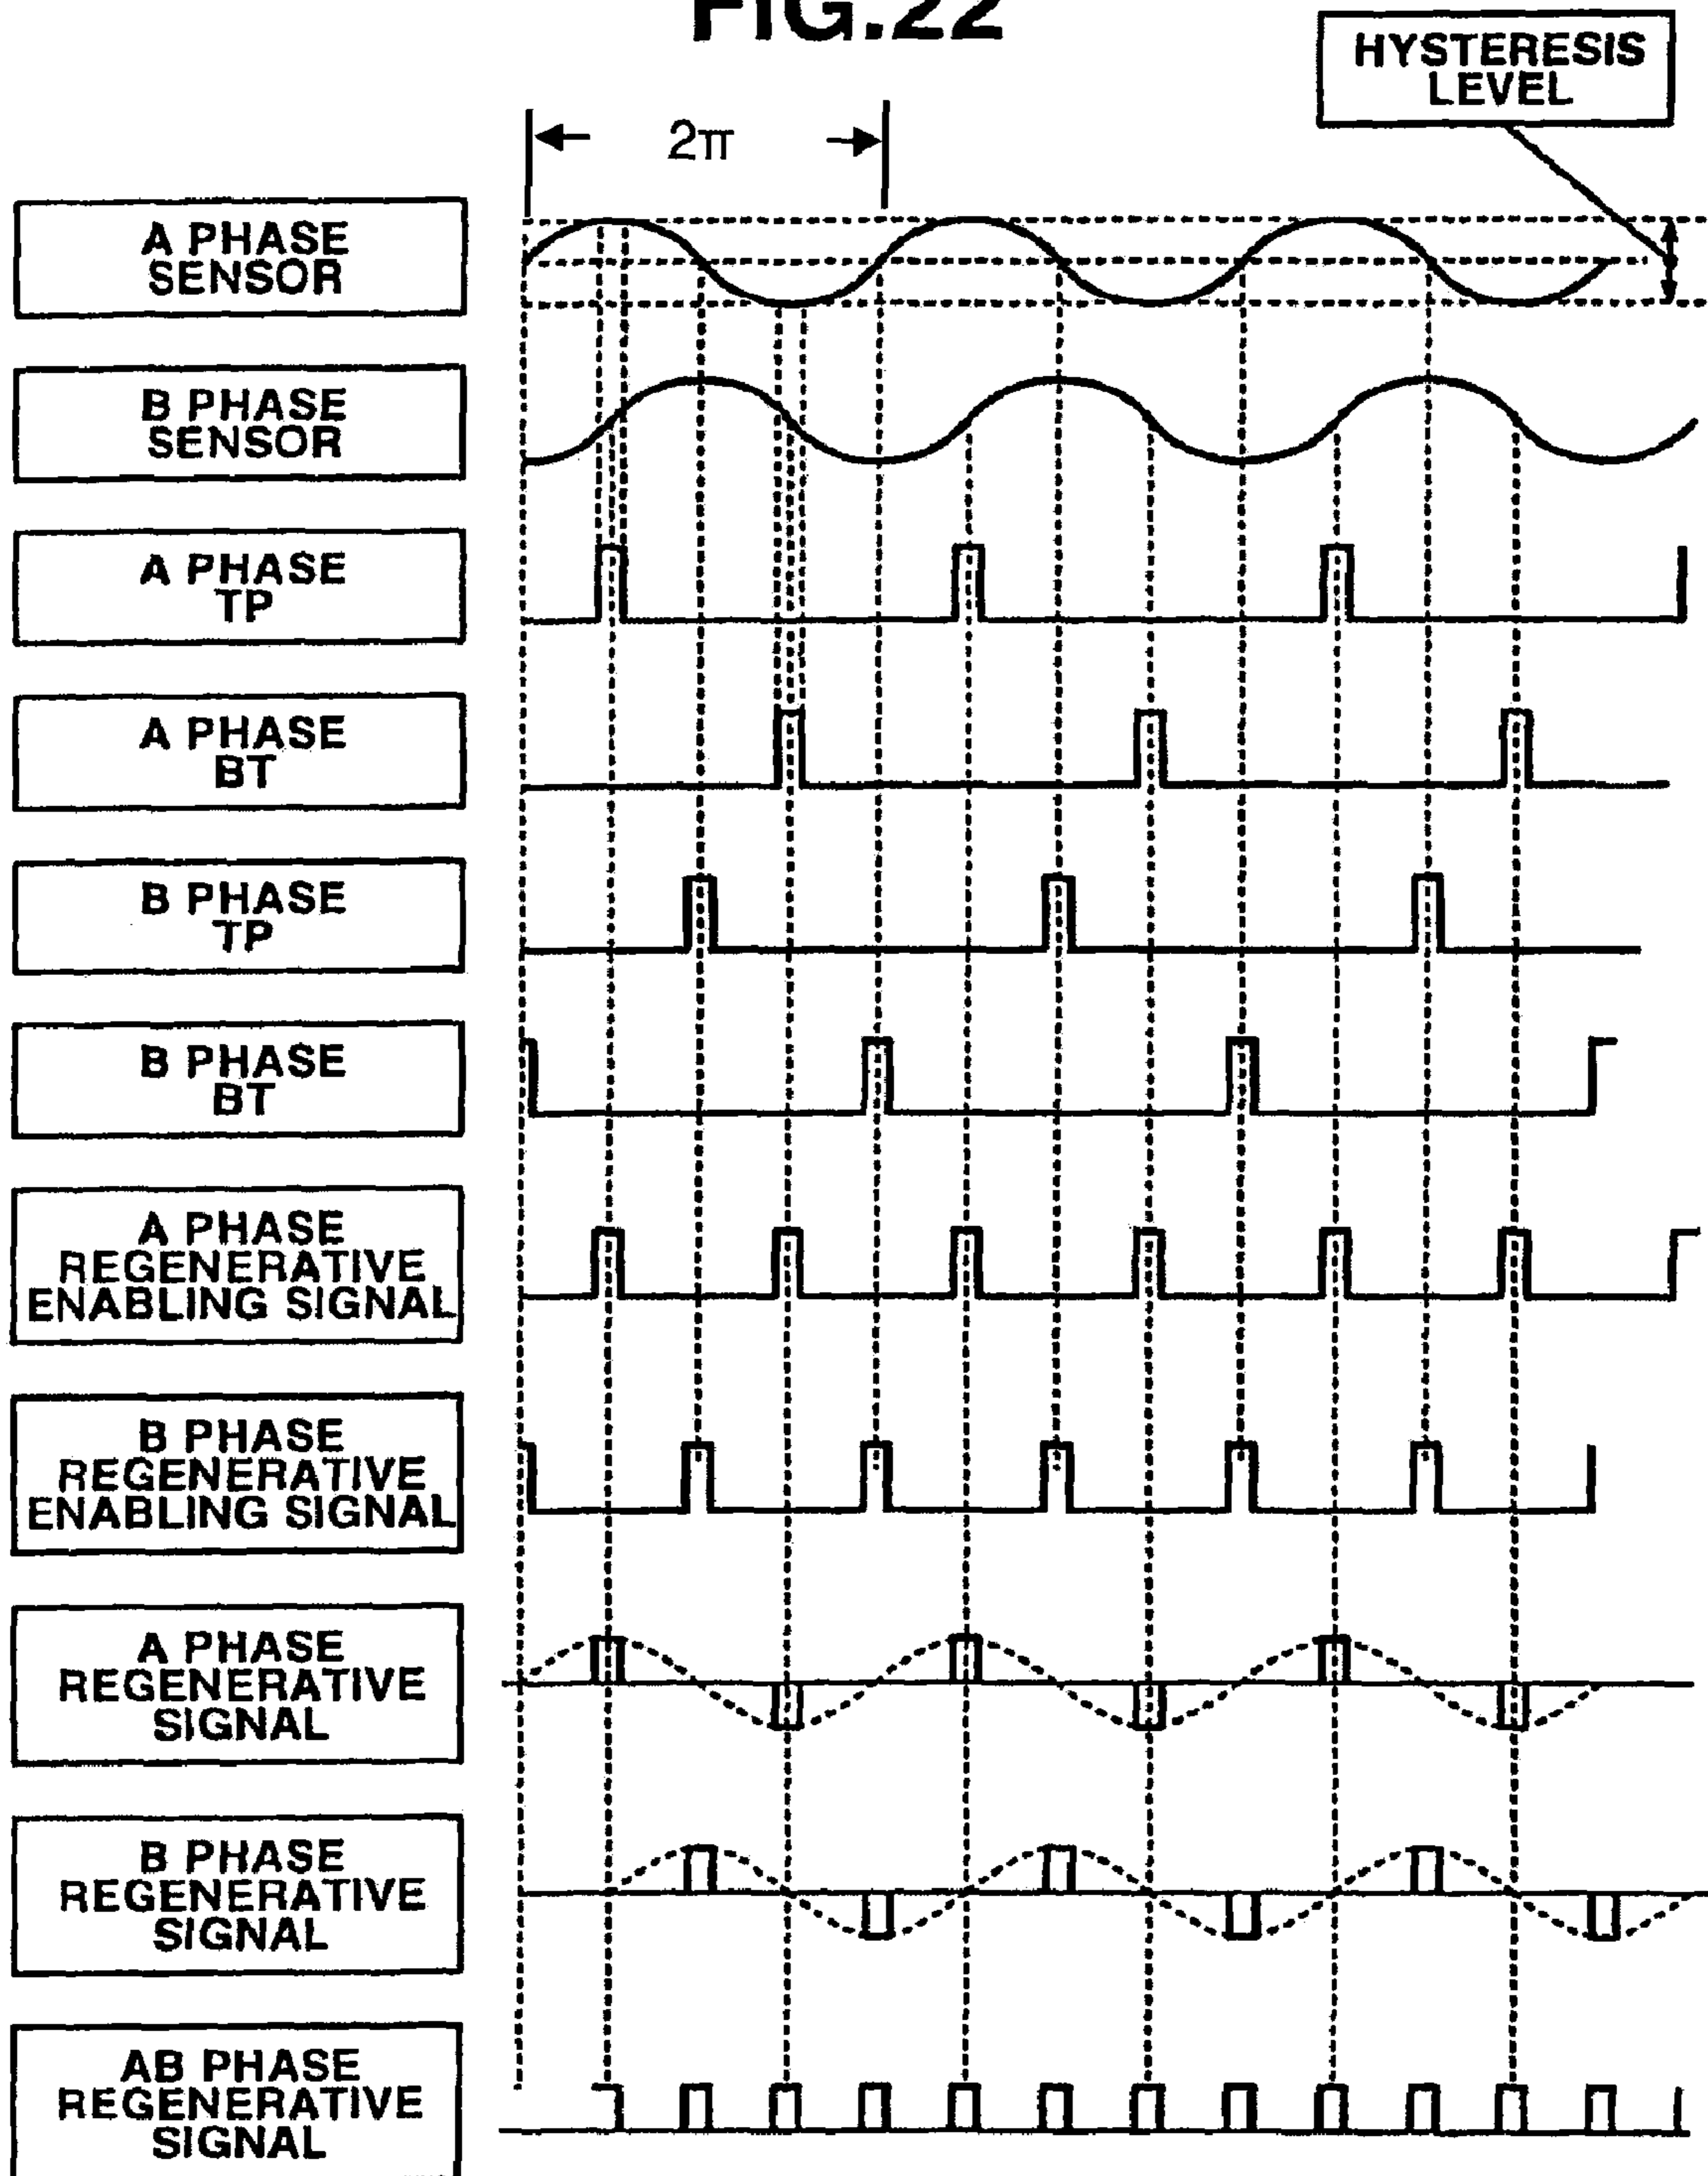 FIG.22
HYSTERESIS
LEVEL
2π
A PHASE
SENSOR
B PHASE
SENSOR
A PHASE
TP
A PHASE
BT
B PHASE
TP
B PHASE
BT
A PHASE
REGENERATIVE
ENABLING SIGNAL
B PHASE
REGENERATIVE
ENABLING SIGNAL
A PHASE
REGENERATIVE
SIGNAL
B PHASE
REGENERATIVE
SIGNAL
AB PHASE
REGENERATIVE
SIGNAL